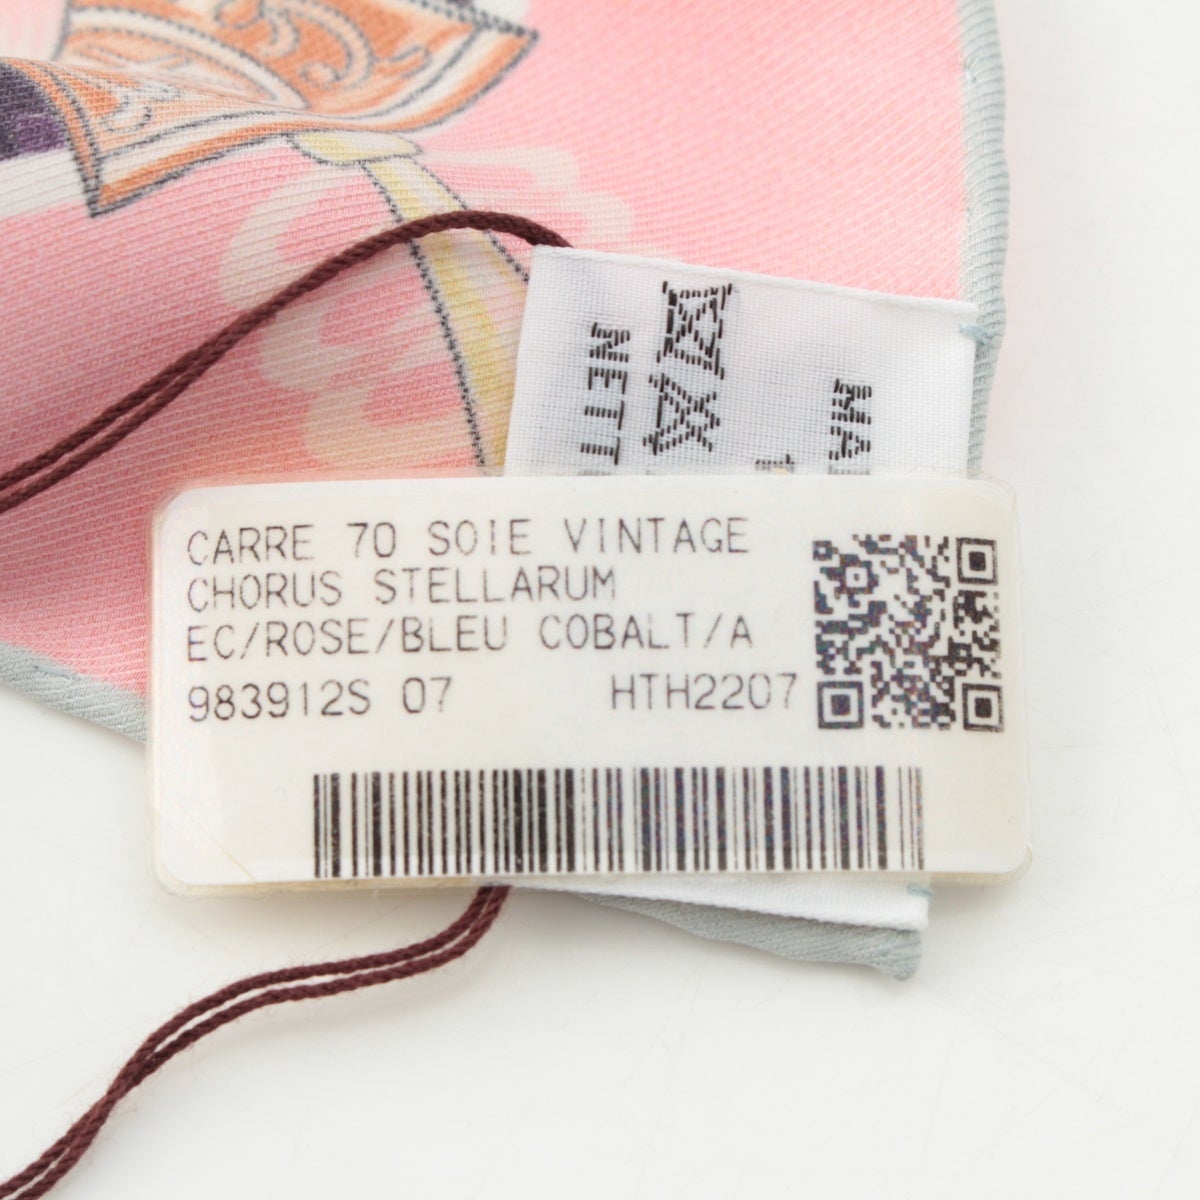 CARRE 70 SOIE VINTAGE
CHORUS STELLARUM
EC/ROSE/BLEU COBALT/A
983912S 07 HTH2207